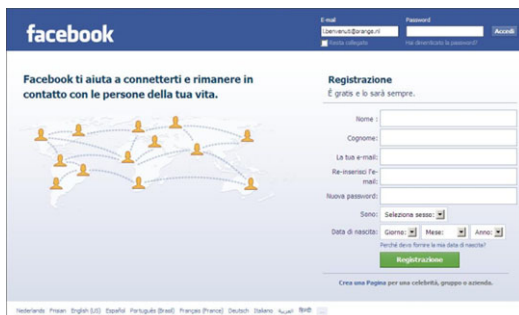 facebook
E-mail
Password
l.benvenuti@orange.nl
Accedi
Resta collegato
Hai dimenticato la password?
Facebook ti aiuta a connetterti e rimanere in
contatto con le persone della tua vita.
Registrazione
È gratis e lo sarà sempre.
Nome :
Cognome:
La tua e-mail:
Re-inserisci l'e-
mail:
Nuova password:
Sono:
Seleziona sesso:
Data di nascita:
Giorno:
Mese:
Anno:
Perché devo fornire la mia data di nascita?
Registrazione
Crea una Pagina per una celebrità, gruppo o azienda.
Nederlands Frisian English (US) Español Português (Brasil) Français (France) Deutsch Italiano العربية हिन्दी ...